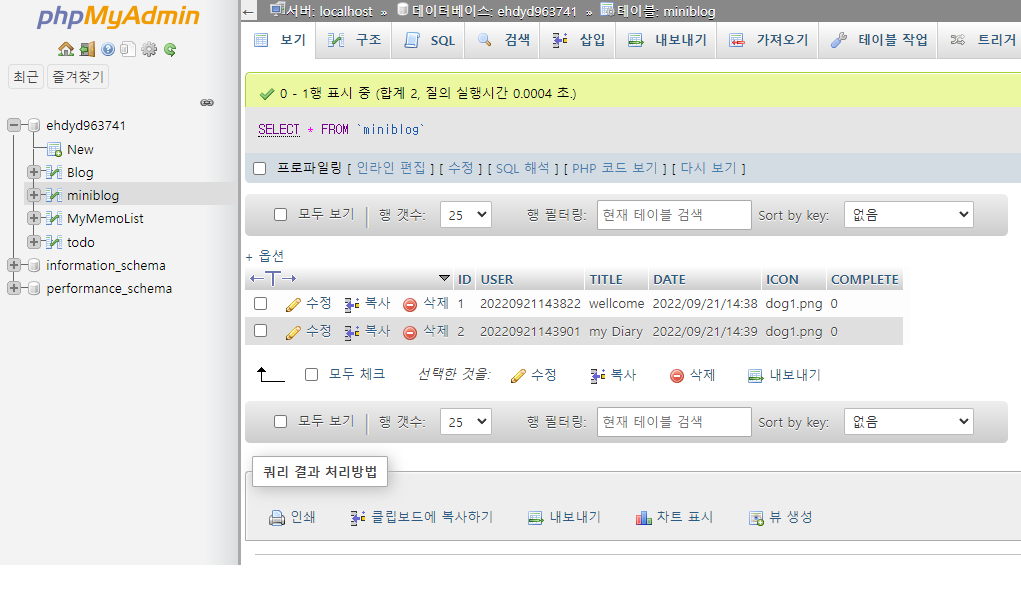 phpMyAdmin
최근 즐겨찾기
ehdyd963741
New
Blog
miniblog
MyMemoList
todo
information_schema
performance_schema
서버: localhost » 데이터베이스: ehdyd963741 » 테이블: miniblog
보기 구조 SQL 검색 삽입 내보내기 가져오기 테이블 작업 트리거
0 - 1행 표시 중 (합계 2, 질의 실행시간 0.0004 초.)
SELECT * FROM `miniblog`
프로파일링 [ 인라인 편집 ] [ 수정 ] [ SQL 해석 ] [ PHP 코드 보기 ] [ 다시 보기 ]
모두 보기 행 갯수: 25 행 필터링: 현재 테이블 검색 Sort by key: 없음
+ 옵션
←T→ ID USER TITLE DATE ICON COMPLETE
수정 복사 삭제 1 20220921143822 wellcome 2022/09/21/14:38 dog1.png 0
수정 복사 삭제 2 20220921143901 my Diary 2022/09/21/14:39 dog1.png 0
모두 체크 선택한 것을: 수정 복사 삭제 내보내기
모두 보기 행 갯수: 25 행 필터링: 현재 테이블 검색 Sort by key: 없음
쿼리 결과 처리방법
인쇄 클립보드에 복사하기 내보내기 차트 표시 뷰 생성